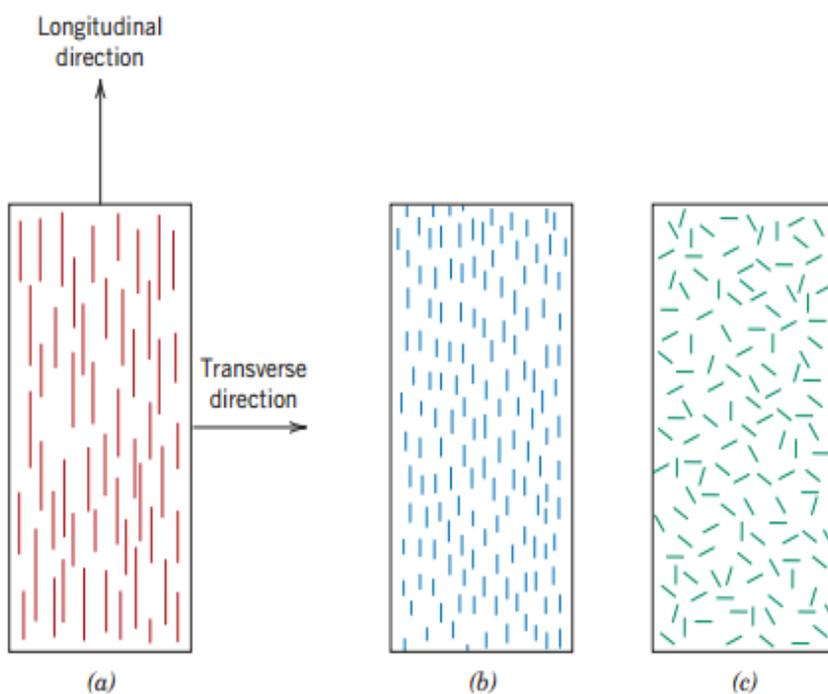 Longitudinal
direction
Transverse
direction
(a)
(b)
(c)